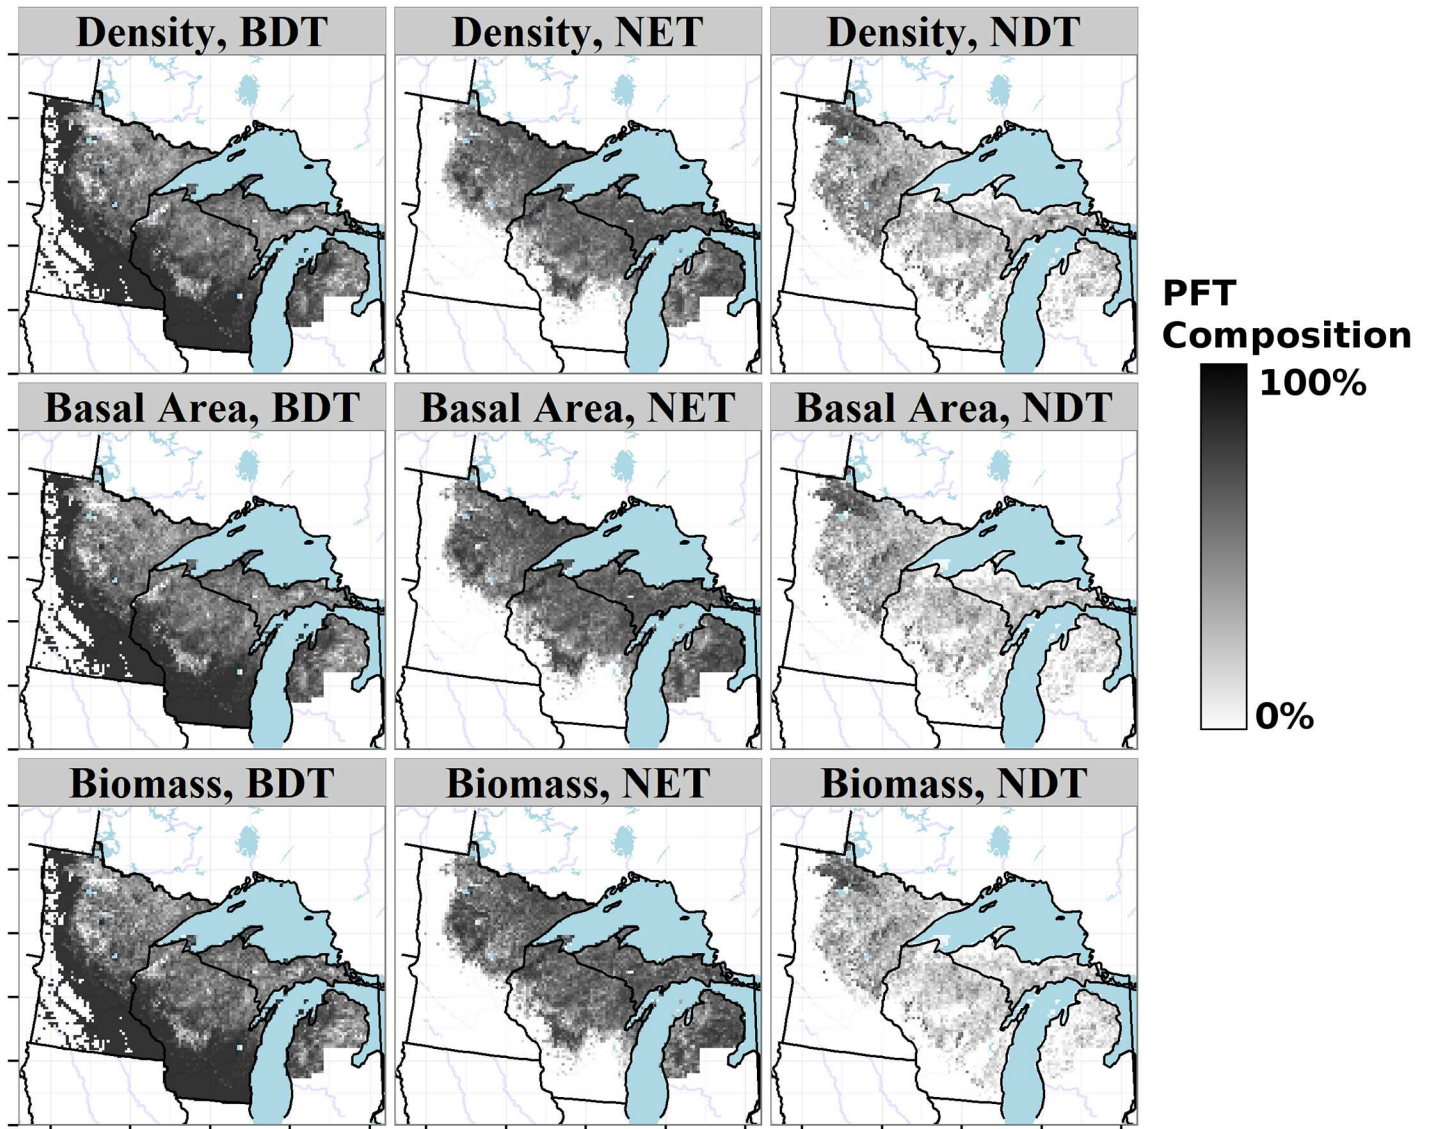 Density, BDT
Density, NET
Density, NDT
PFT
Composition
100%
0%
Basal Area, BDT
Basal Area, NET
Basal Area, NDT
Biomass, BDT
Biomass, NET
Biomass, NDT